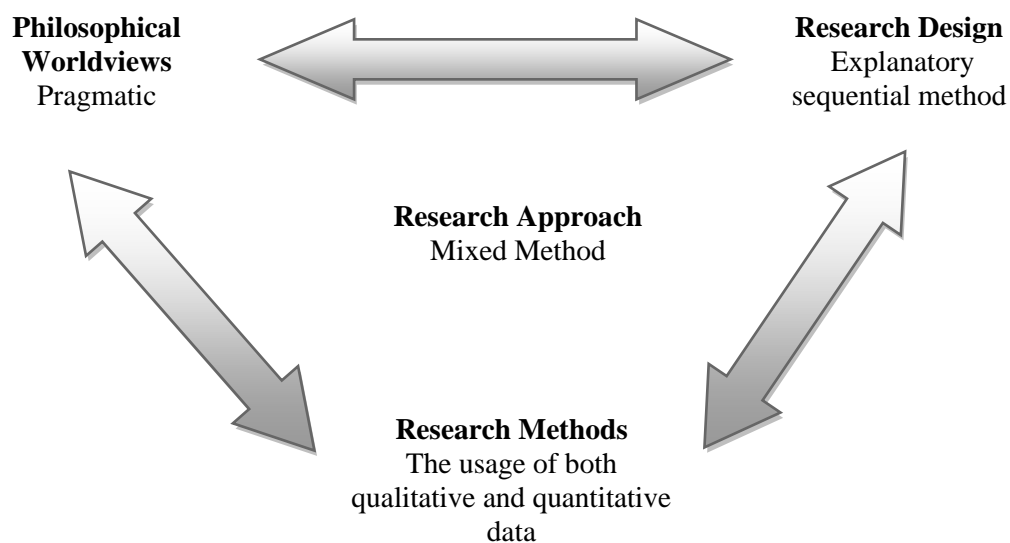 Philosophical
Worldviews
Pragmatic
Research Design
Explanatory
sequential method
Research Approach
Mixed Method
Research Methods
The usage of both
qualitative and quantitative
data